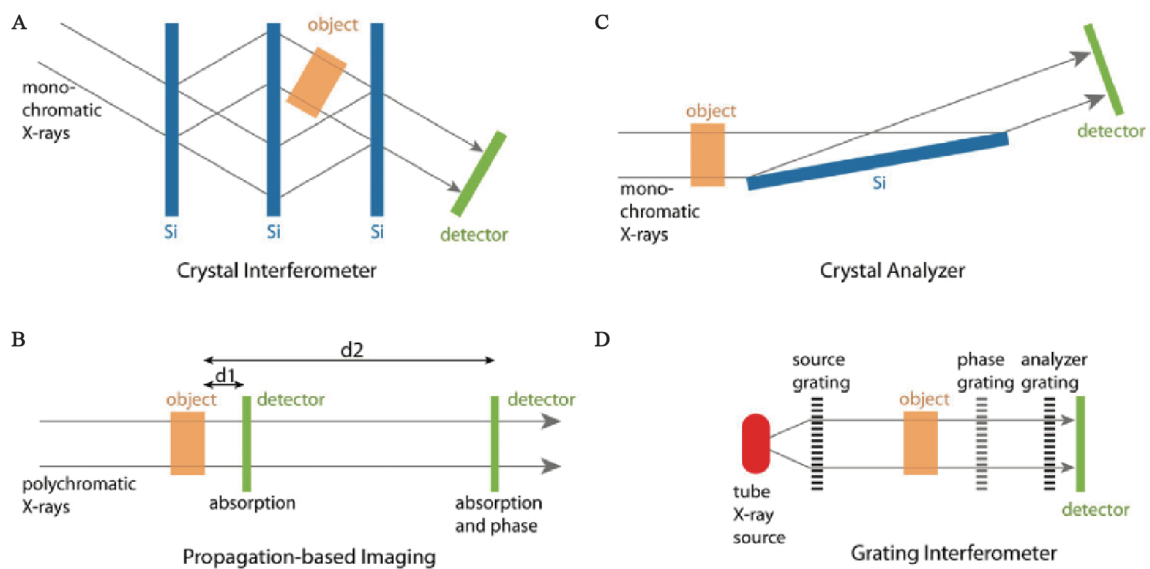 A
object
mono-
chromatic
X-rays
Si
Si
Si
detector
Crystal Interferometer
C
object
detector
Si
mono-
chromatic
X-rays
Crystal Analyzer
B
d2
d1
object
detector
detector
polychromatic
X-rays
absorption
absorption
and phase
Propagation-based Imaging
D
source
grating
phase
grating
analyzer
grating
object
tube
X-ray
source
detector
Grating Interferometer